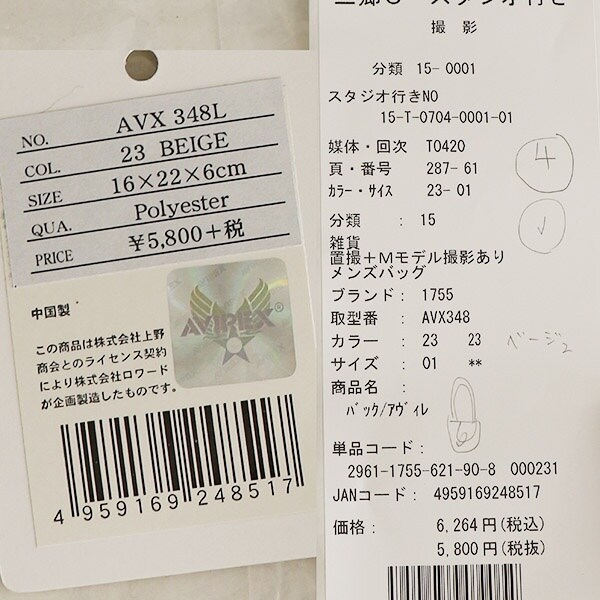 NO. AVX 348L
COL. 23 BEIGE
SIZE 16×22×6cm
QUA. Polyester
PRICE ¥5,800+税
中国製
AVIREX®
この商品は株式会社上野
商会とのライセンス契約
により株式会社ロワード
が企画製造したものです。
4 959169 248517
撮 影
分類 15-0001
スタジオ行きNO
15-T-0704-0001-01
媒体・回次 T0420
頁・番号 287-61
カラー・サイズ 23-01
4
分類 : 15
雑貨
置撮+Mモデル撮影あり
メンズバッグ
ブランド: 1755
取型番 : AVX348
カラー : 23 23
ベージュ
サイズ : 01 **
商品名 :
バック/アヴィレ
単品コード:
2961-1755-621-90-8 000231
JANコード: 4959169248517
価格: 6,264円(税込)
5,800円(税抜)